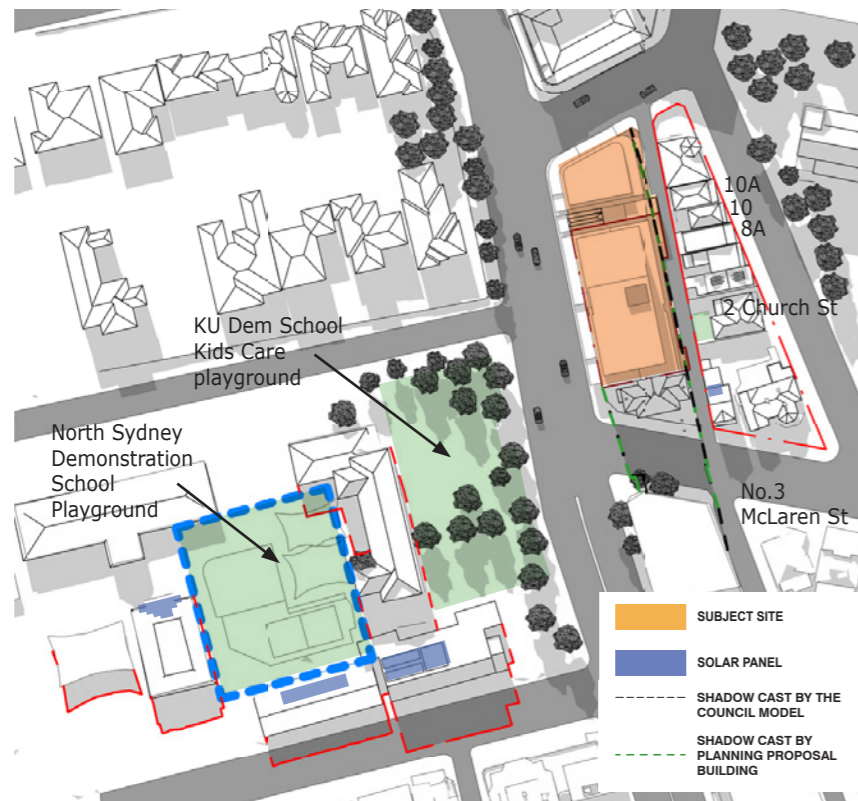 10A
10
8A
2 Church St
KU Dem School
Kids Care
playground
North Sydney
Demonstration
School
Playground
No.3
McLaren St
SUBJECT SITE
SOLAR PANEL
SHADOW CAST BY THE
COUNCIL MODEL
SHADOW CAST BY
PLANNING PROPOSAL
BUILDING